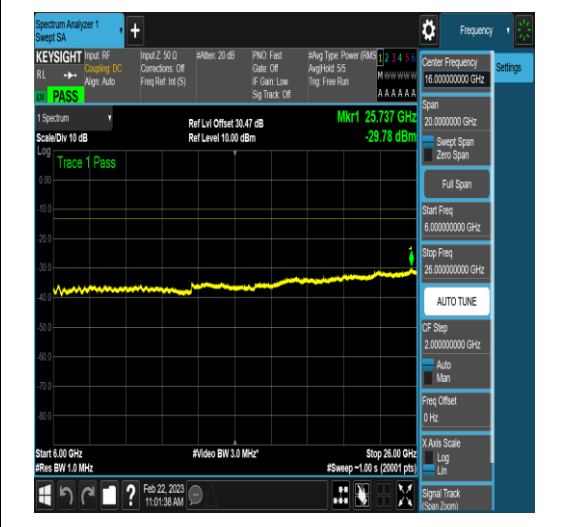 Spectrum Analyzer 1
Swept SA
Frequency
KEYSIGHT
Input: RF
Coupling: DC
Align: Auto
Input Z: 50 Ω
Corrections: Off
Freq Ref: Int (S)
#Atten: 20 dB
PNO: Fast
Gate: Off
IF Gain: Low
Sig Track: Off
#Avg Type: Power (RMS
Avg|Hold: 5/5
Trig: Free Run
1 2 3 4 5 6
M W W W W W
A A A A A A
RL
PASS
1 Spectrum
Scale/Div 10 dB
Ref Lvl Offset 30.47 dB
Ref Level 10.00 dBm
Mkr1 25.737 GHz
-29.78 dBm
Log
Trace 1 Pass
0.00
-10.0
-20.0
-30.0
-40.0
-50.0
-60.0
-70.0
-80.0
1
Start 6.00 GHz
#Res BW 1.0 MHz
#Video BW 3.0 MHz*
Stop 26.00 GHz
#Sweep ~1.00 s (20001 pts)
Feb 22, 2023
11:01:38 AM
?
Center Frequency
16.000000000 GHz
Settings
Span
20.0000000 GHz
Swept Span
Zero Span
Full Span
Start Freq
6.000000000 GHz
Stop Freq
26.000000000 GHz
AUTO TUNE
CF Step
2.000000000 GHz
Auto
Man
Freq Offset
0 Hz
X Axis Scale
Log
Lin
Signal Track
(Span Zoom)